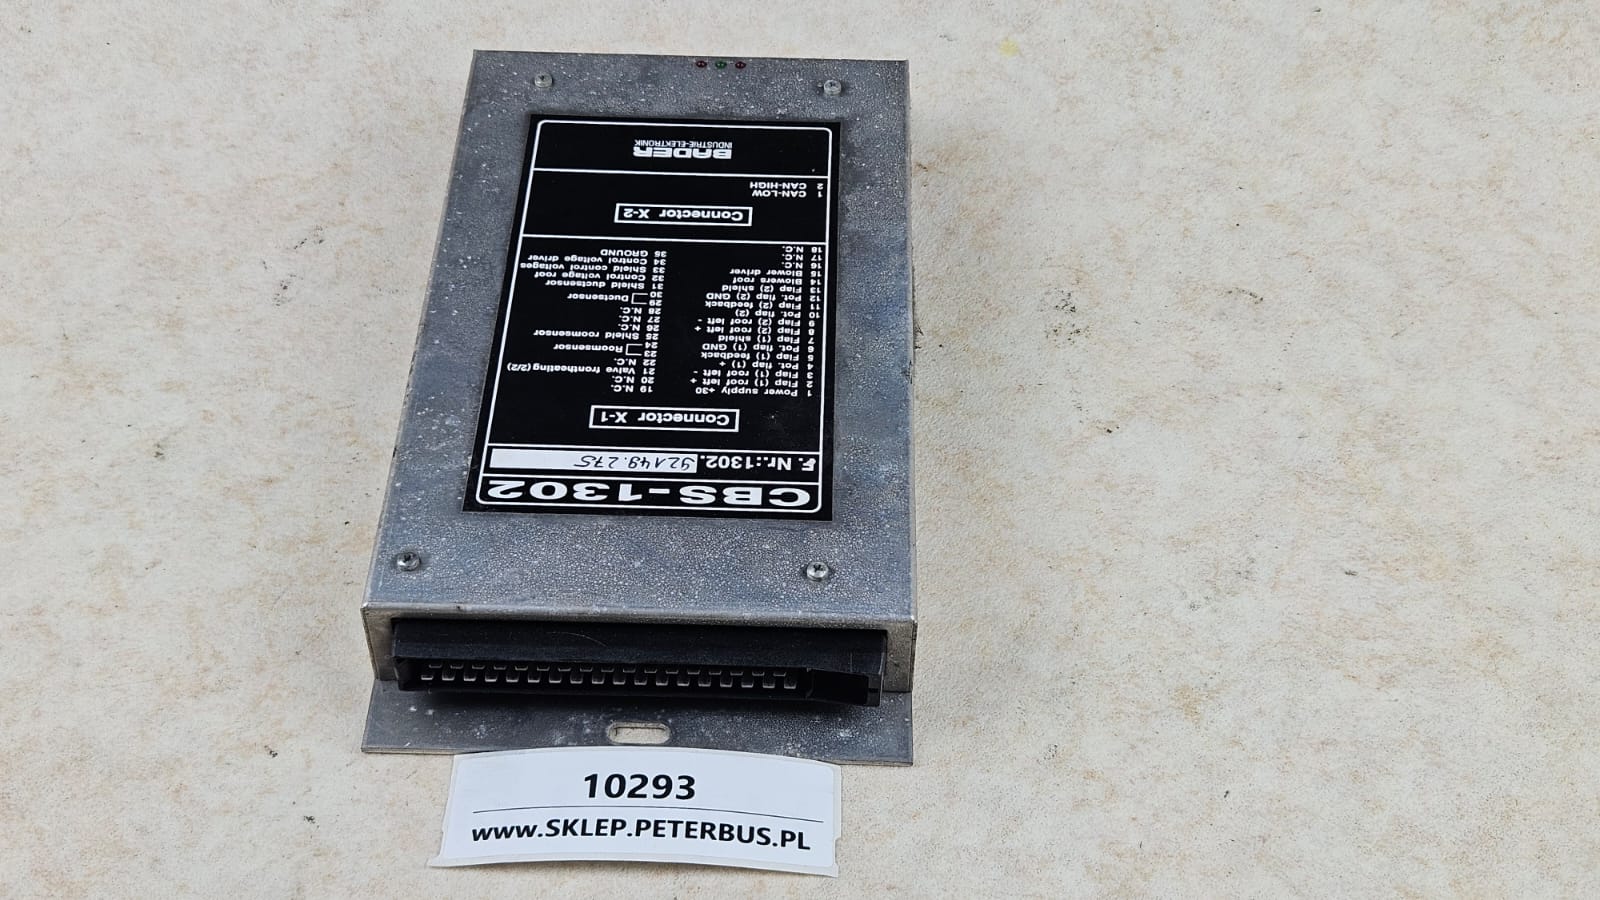 CBS-1302
F. Nr.:1302. 92149.275
Connector X-1
1 Power supply +30
2 Flap (1) roof left +
3 Flap (1) roof left -
4 Pot. flap (1) +
5 Flap (1) feedback
6 Pot. flap (1) GND
7 Flap (1) shield
8 Flap (2) roof left +
9 Flap (2) roof left -
10 Pot. flap (2)
11 Flap (2) feedback
12 Pot. flap (2) GND
13 Flap (2) shield
14 Blowers roof
15 Blower driver
16 N.C.
17 N.C.
18 N.C.
19 N.C.
20 N.C.
21 Valve frontheating (2/2)
22 N.C.
23
24 Roomsensor
25 Shield roomsensor
26 N.C.
27 N.C.
28 N.C.
29
30 Ductsensor
31 Shield ductsensor
32 Control voltage roof
33 Shield control voltages
34 Control voltage driver
35 GROUND
Connector X-2
1 CAN-LOW
2 CAN-HIGH
BADER
INDUSTRIE-ELEKTRONIK
10293
www.SKLEP.PETERBUS.PL